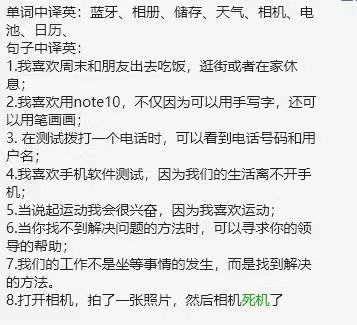 单词中译英：蓝牙、相册、储存、天气、相机、电
池、日历、
句子中译英：
1.我喜欢周末和朋友出去吃饭，逛街或者在家休
息；
2.我喜欢用note10，不仅因为可以用手写字，还可
以用笔画画；
3. 在测试拨打一个电话时，可以看到电话号码和用
户名；
4.我喜欢手机软件测试，因为我们的生活离不开手
机；
5.当说起运动我会很兴奋，因为我喜欢运动；
6.当你找不到解决问题的方法时，可以寻求你的领
导的帮助；
7.我们的工作不是坐等事情的发生，而是找到解决
的方法。
8.打开相机，拍了一张照片，然后相机死机了